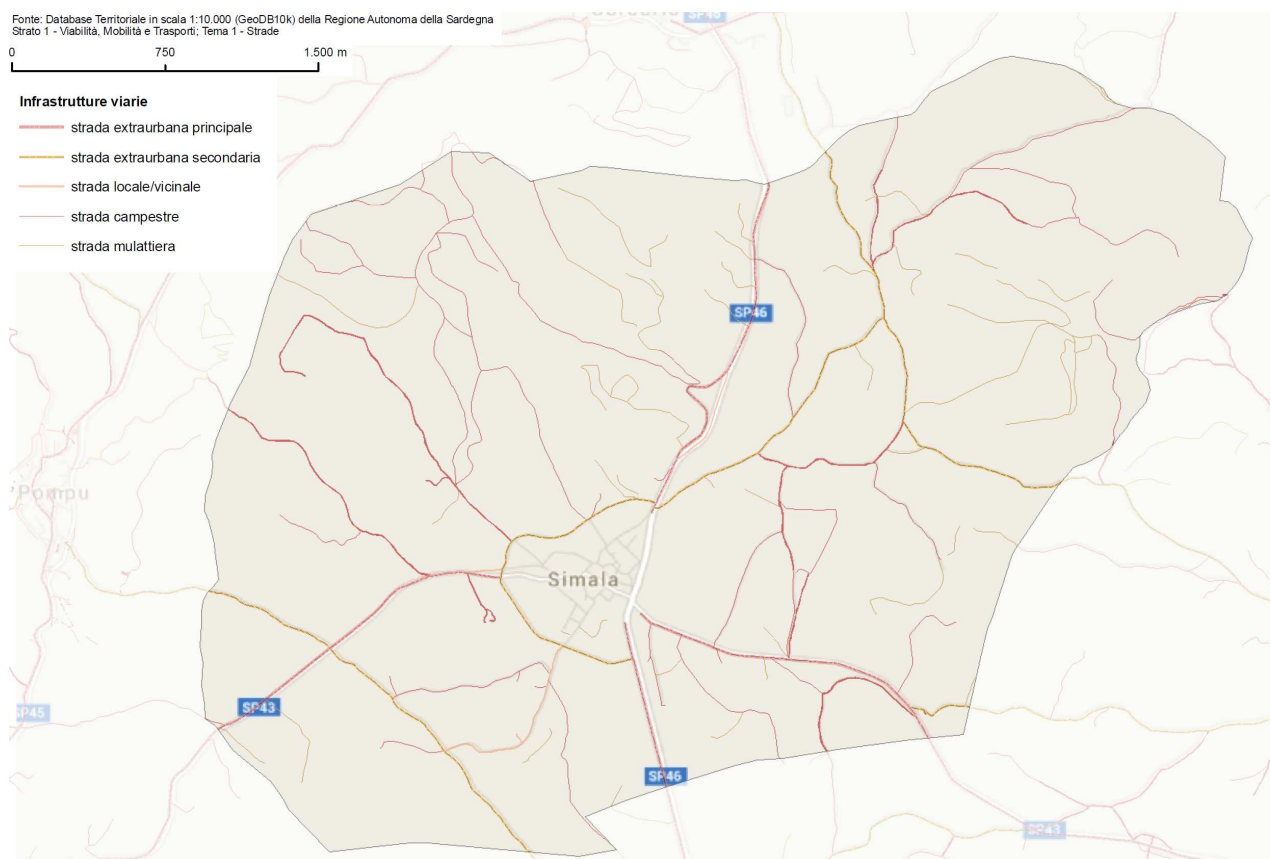 Fonte: Database Territoriale in scala 1:10.000 (GeoDB10k) della Regione Autonoma della Sardegna
Strato 1 - Viabilità, Mobilità e Trasporti; Tema 1 - Strade
0 750 1.500 m
Infrastrutture viarie
strada extraurbana principale
strada extraurbana secondaria
strada locale/vicinale
strada campestre
strada mulattiera
SP46
SP46
Pompu
Simala
SP43
SP45
SP46
SP43